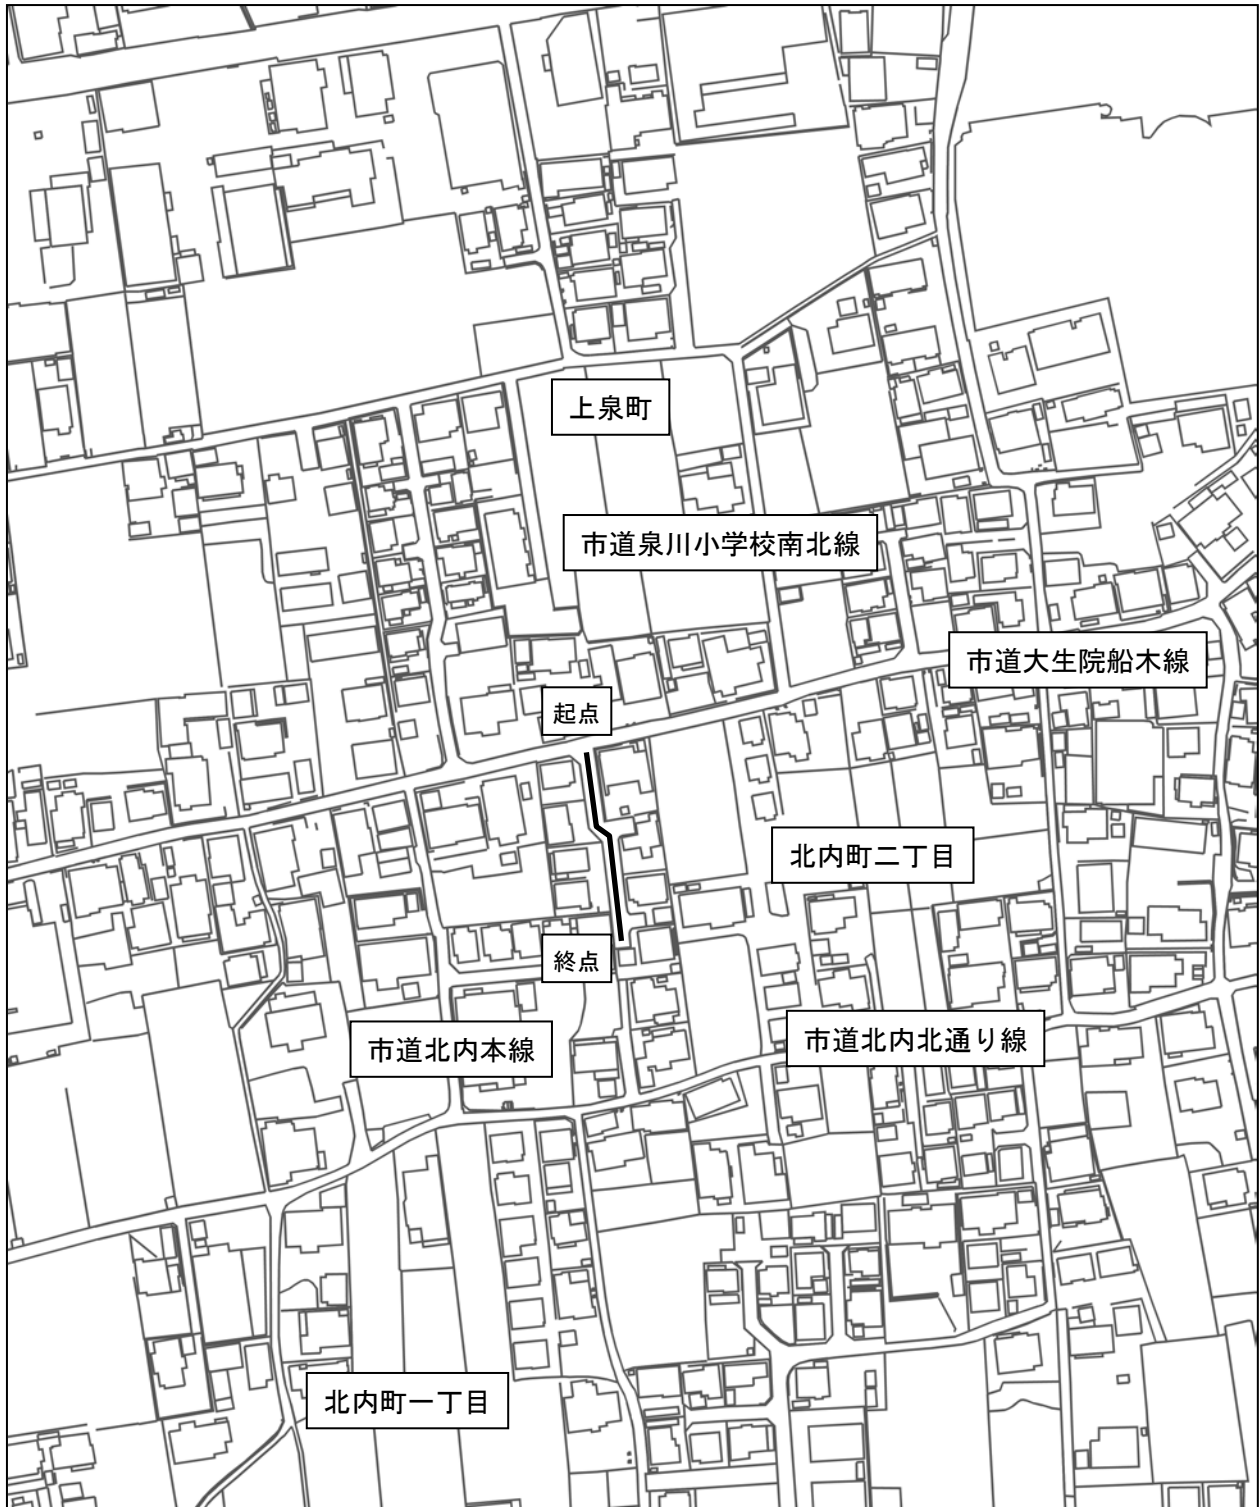 上泉町
市道泉川小学校南北線
市道大生院船木線
起点
北内町二丁目
終点
市道北内本線
市道北内北通り線
北内町一丁目